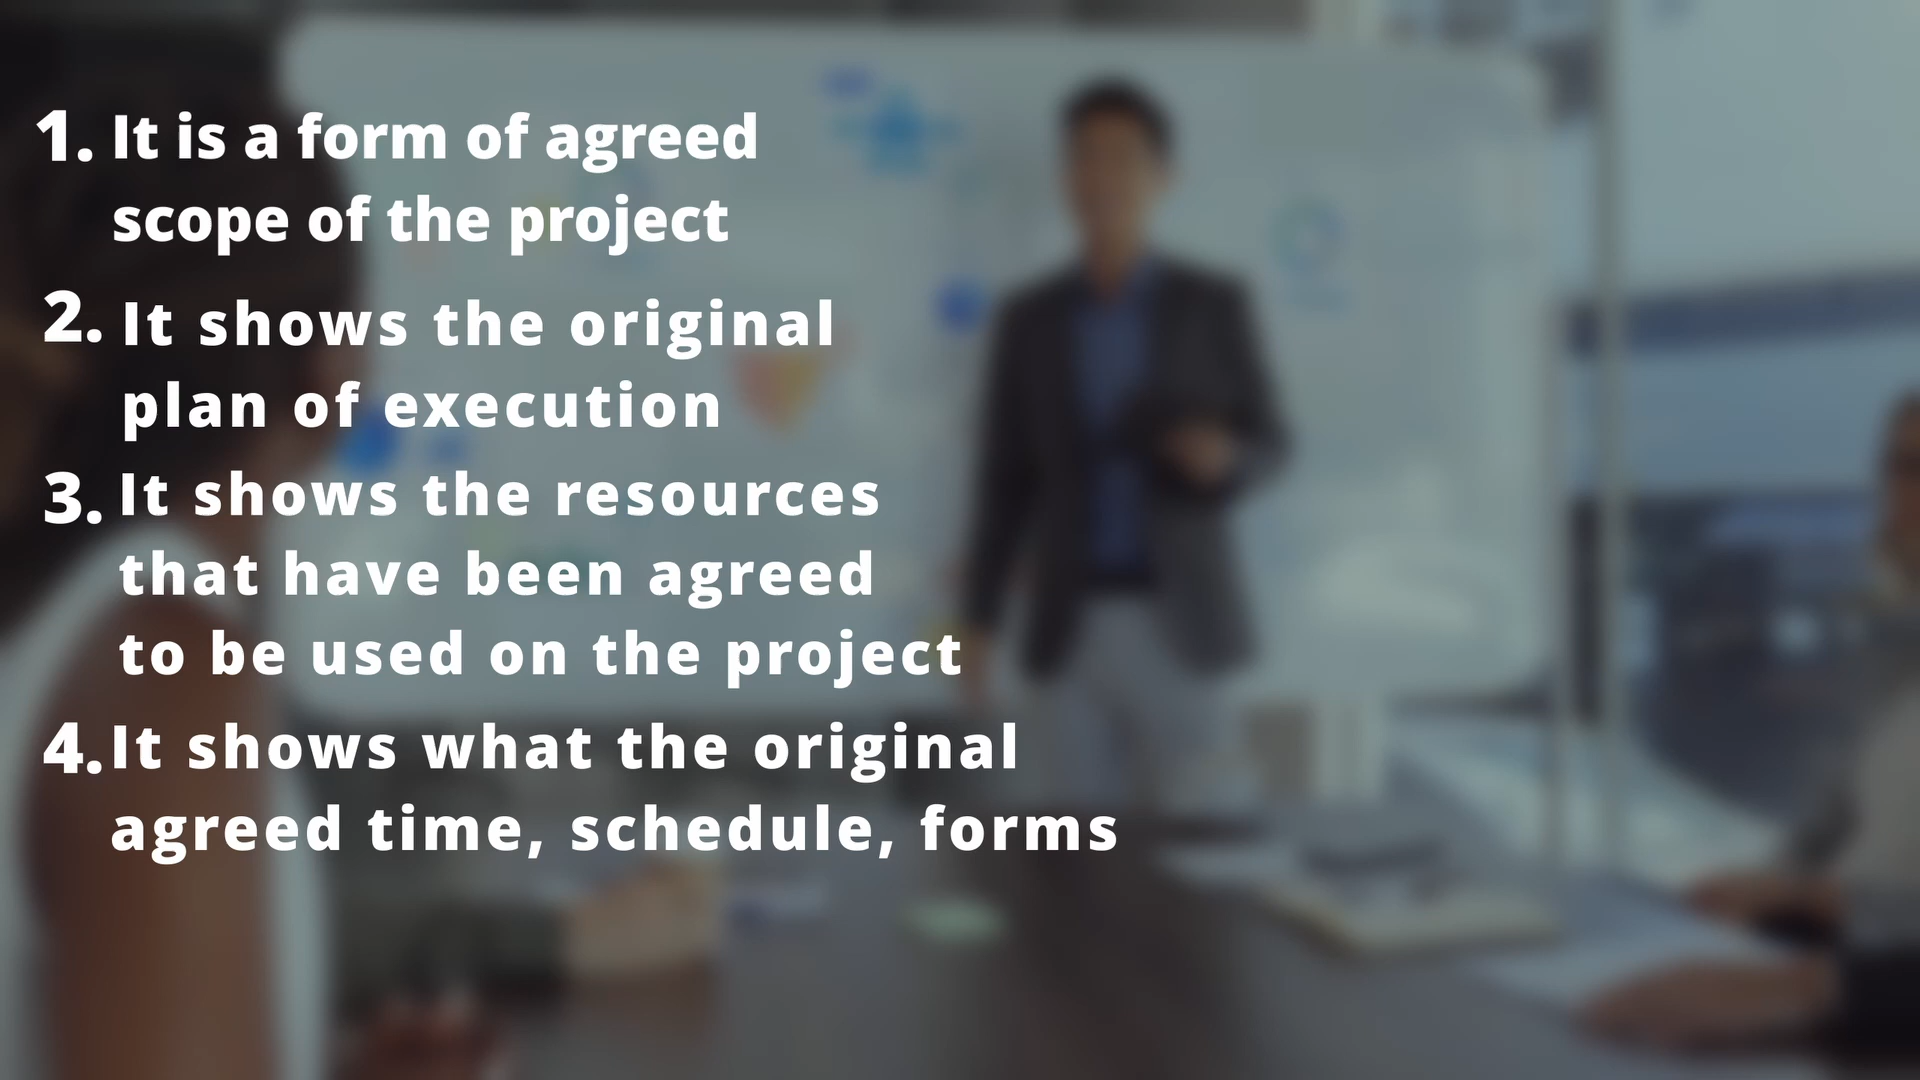 1. It is a form of agreed
scope of the project
2. It shows the original
plan of execution
3. It shows the resources
that have been agreed
to be used on the project
4. It shows what the original
agreed time, schedule, forms